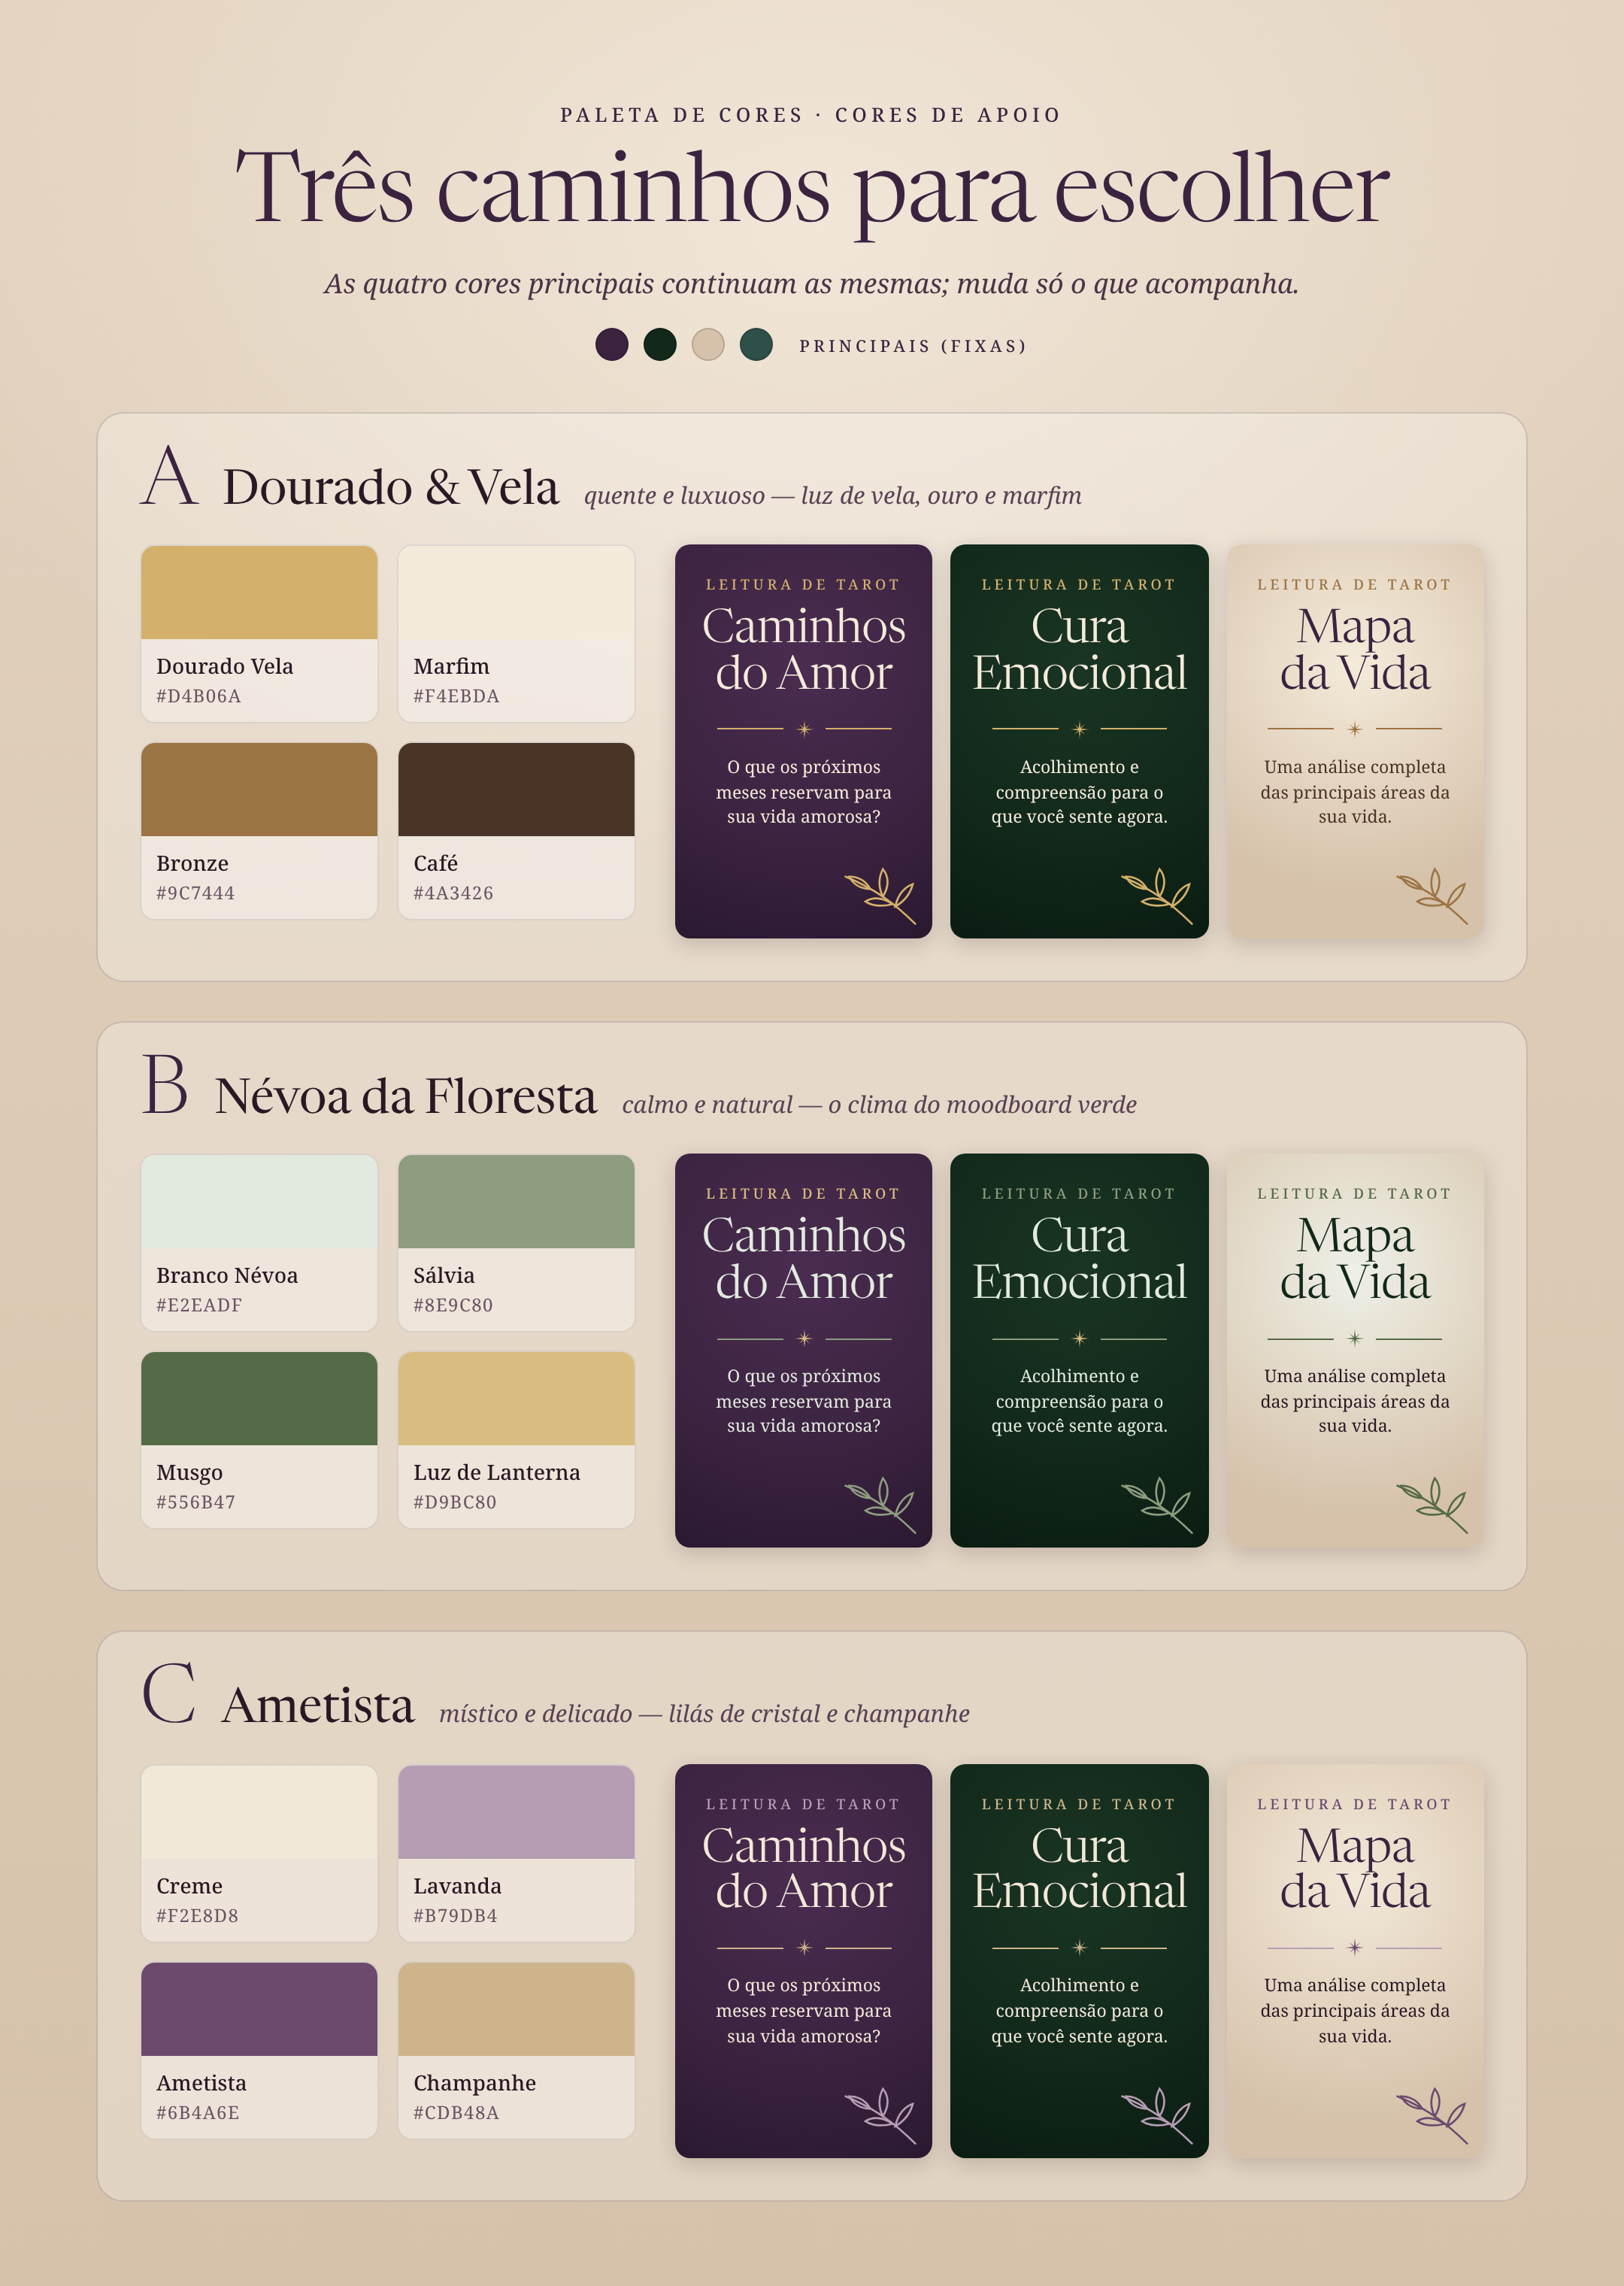 PALETA DE CORES · CORES DE APOIO
Três caminhos para escolher
As quatro cores principais continuam as mesmas; muda só o que acompanha.
PRINCIPAIS (FIXAS)
A Dourado & Vela quente e luxuoso — luz de vela, ouro e marfim
Dourado Vela
#D4B06A
Marfim
#F4EBDA
Bronze
#9C7444
Café
#4A3426
LEITURA DE TAROT
Caminhos
do Amor
O que os próximos
meses reservam para
sua vida amorosa?
LEITURA DE TAROT
Cura
Emocional
Acolhimento e
compreensão para o
que você sente agora.
LEITURA DE TAROT
Mapa
da Vida
Uma análise completa
das principais áreas da
sua vida.
B Névoa da Floresta calmo e natural — o clima do moodboard verde
Branco Névoa
#E2EADF
Sálvia
#8E9C80
Musgo
#556B47
Luz de Lanterna
#D9BC80
LEITURA DE TAROT
Caminhos
do Amor
O que os próximos
meses reservam para
sua vida amorosa?
LEITURA DE TAROT
Cura
Emocional
Acolhimento e
compreensão para o
que você sente agora.
LEITURA DE TAROT
Mapa
da Vida
Uma análise completa
das principais áreas da
sua vida.
C Ametista místico e delicado — lilás de cristal e champanhe
Creme
#F2E8D8
Lavanda
#B79DB4
Ametista
#6B4A6E
Champanhe
#CDB48A
LEITURA DE TAROT
Caminhos
do Amor
O que os próximos
meses reservam para
sua vida amorosa?
LEITURA DE TAROT
Cura
Emocional
Acolhimento e
compreensão para o
que você sente agora.
LEITURA DE TAROT
Mapa
da Vida
Uma análise completa
das principais áreas da
sua vida.